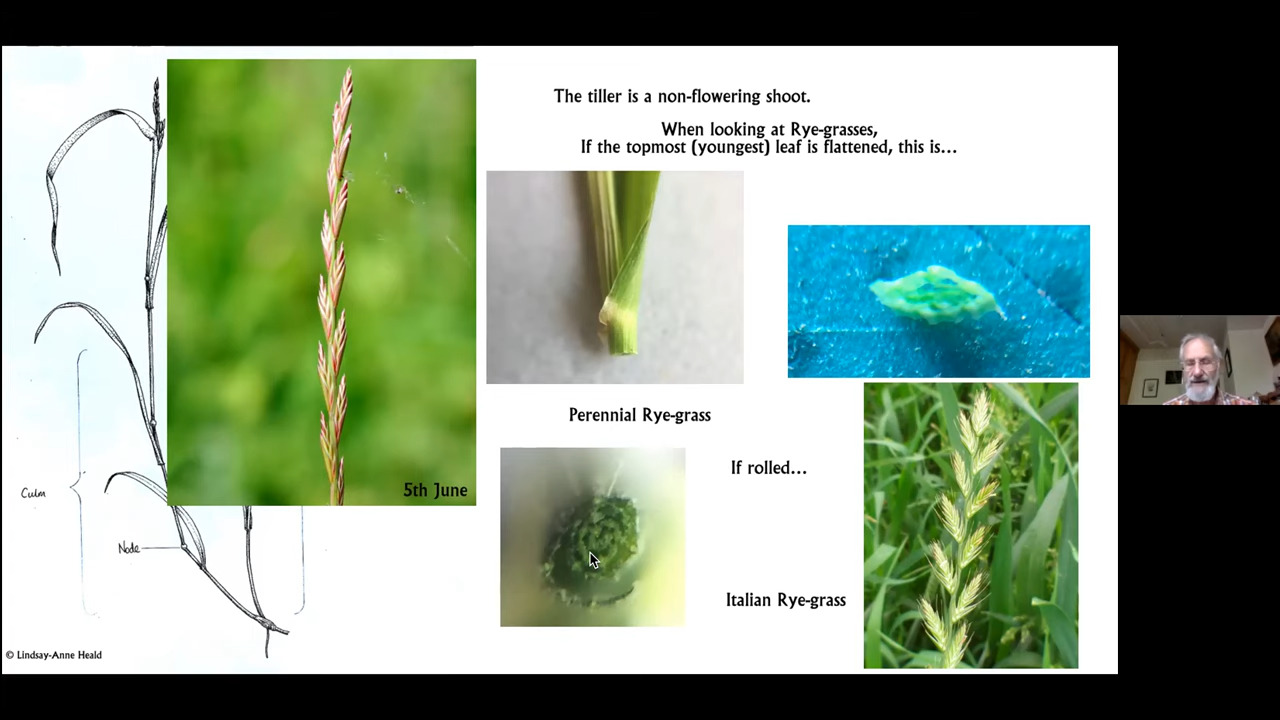 The tiller is a non-flowering shoot.
When looking at Rye-grasses,
If the topmost (youngest) leaf is flattened, this is…
Perennial Rye-grass
If rolled…
Italian Rye-grass
5th June
Culm
Node
© Lindsay-Anne Heald